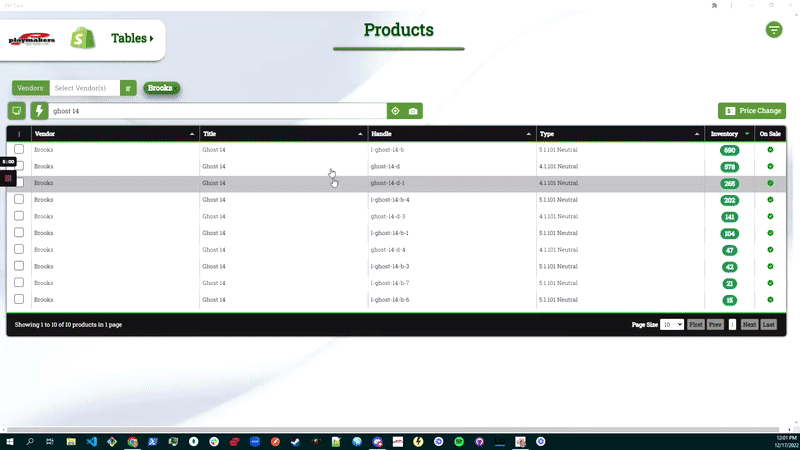 playmakers
Tables
Products
Vendors:
Select Vendor(s)
Brooks
ghost 14
Price Change
Vendor Title Handle Type Inventory On Sale
Brooks Ghost 14 1-ghost-14-b 5.1.101 Neutral 690
Brooks Ghost 14 ghost-14-d 4.1.101 Neutral 578
5:00
Brooks Ghost 14 ghost-14-d-1 4.1.101 Neutral 265
Brooks Ghost 14 1-ghost-14-b-4 5.1.101 Neutral 202
Brooks Ghost 14 ghost-14-d-3 4.1.101 Neutral 141
Brooks Ghost 14 1-ghost-14-b-1 5.1.101 Neutral 104
Brooks Ghost 14 ghost-14-d-4 4.1.101 Neutral 47
Brooks Ghost 14 1-ghost-14-b-3 5.1.101 Neutral 42
Brooks Ghost 14 1-ghost-14-b-7 5.1.101 Neutral 21
Brooks Ghost 14 1-ghost-14-b-6 5.1.101 Neutral 15
Showing 1 to 10 of 10 products in 1 page
Page Size 10 First Prev 1 Next Last
12:01 PM
12/17/2022